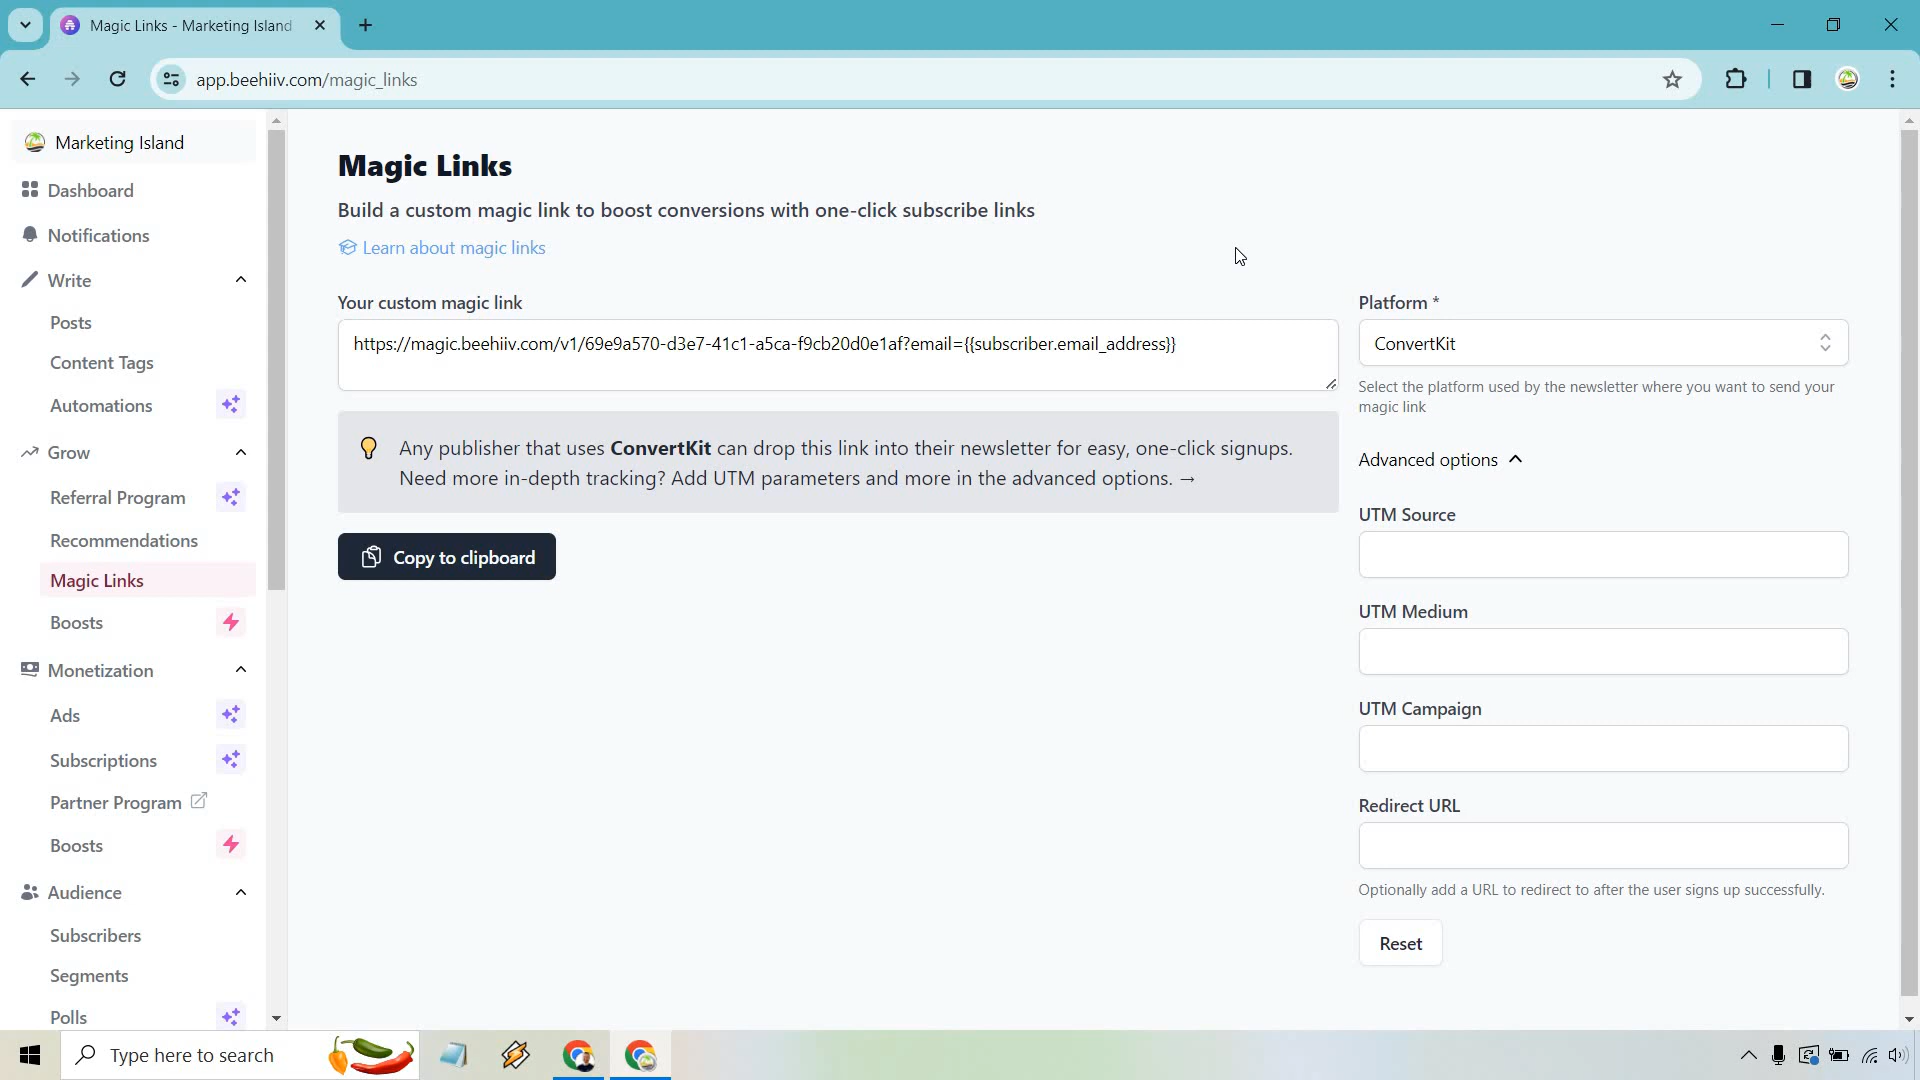 Magic Links - Marketing Island
app.beehiiv.com/magic_links
Marketing Island
Dashboard
Notifications
Write
Posts
Content Tags
Automations
Grow
Referral Program
Recommendations
Magic Links
Boosts
Monetization
Ads
Subscriptions
Partner Program
Boosts
Audience
Subscribers
Segments
Polls
Magic Links
Build a custom magic link to boost conversions with one-click subscribe links
Learn about magic links
Your custom magic link
https://magic.beehiiv.com/v1/69e9a570-d3e7-41c1-a5ca-f9cb20d0e1af?email={{subscriber.email_address}}
Any publisher that uses ConvertKit can drop this link into their newsletter for easy, one-click signups.
Need more in-depth tracking? Add UTM parameters and more in the advanced options. →
Copy to clipboard
Platform *
ConvertKit
Select the platform used by the newsletter where you want to send your
magic link
Advanced options
UTM Source
UTM Medium
UTM Campaign
Redirect URL
Optionally add a URL to redirect to after the user signs up successfully.
Reset
Type here to search